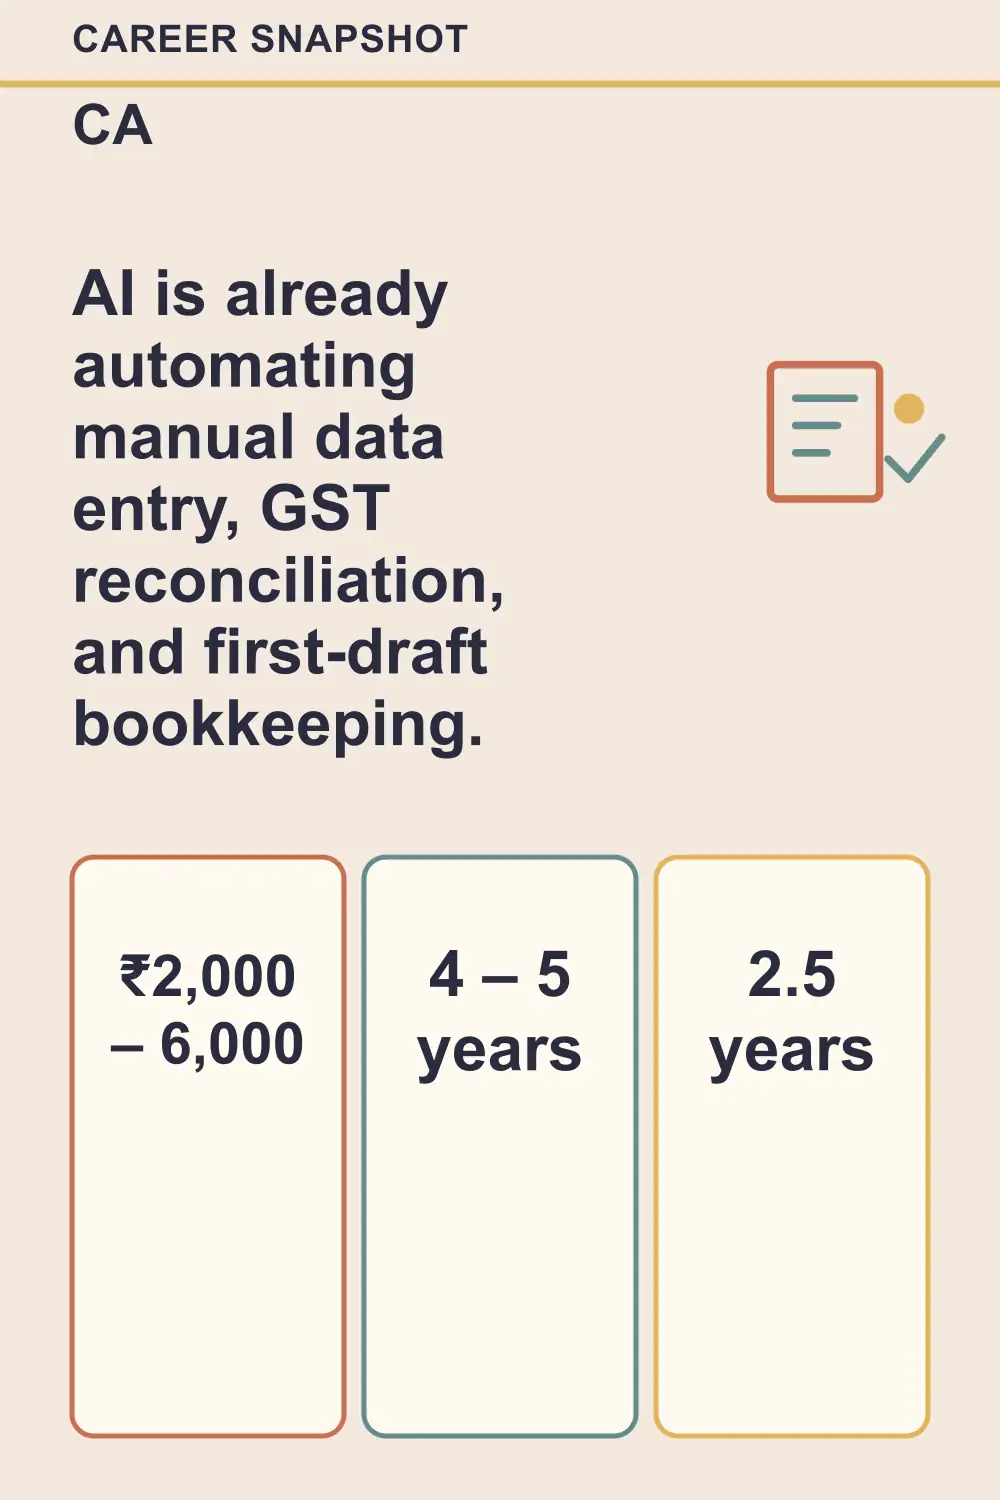 CAREER SNAPSHOT
CA
AI is already
automating
manual data
entry, GST
reconciliation,
and first-draft
bookkeeping.
₹2,000
– 6,000
4 – 5
years
2.5
years